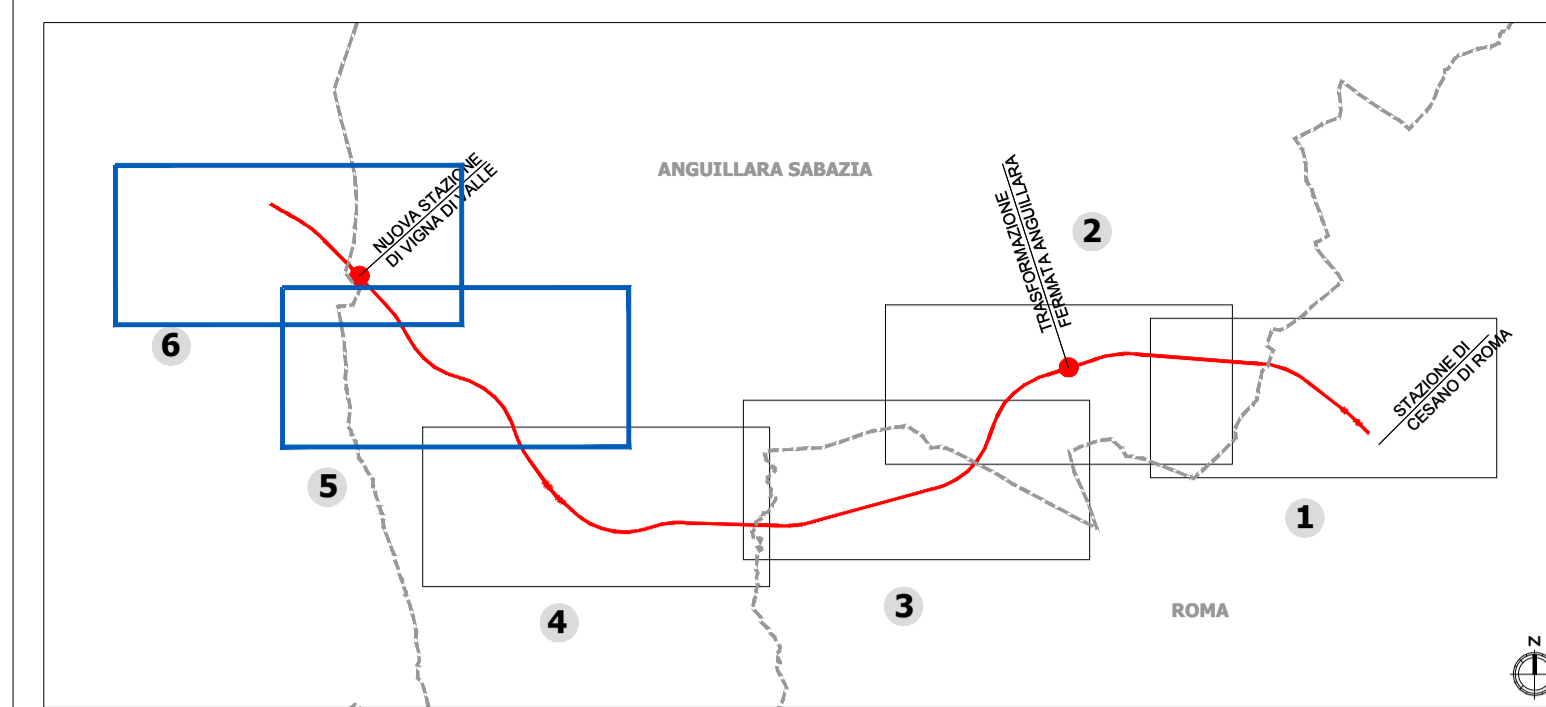 ANGUILLARA SABAZIA
NUOVA STAZIONE
DI VIGNA DI VALLE
TRASFORMAZIONE
FERMATA ANGUILLARA
2
6
STAZIONE DI
CESANO DI ROMA
5
1
3
4
ROMA
N